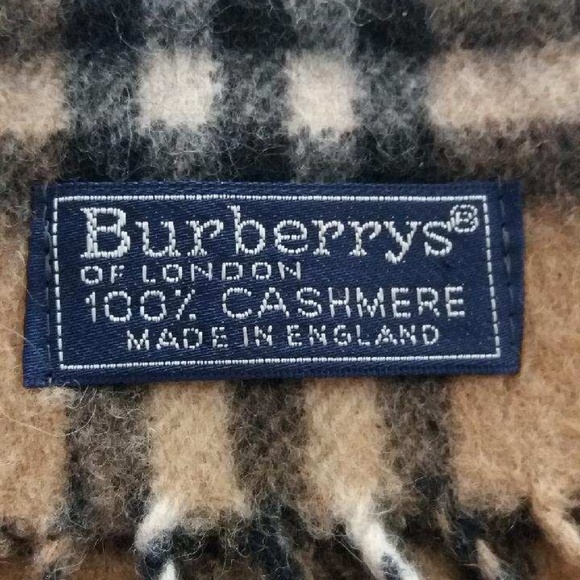 Burberrys®
OF LONDON
100% CASHMERE
MADE IN ENGLAND